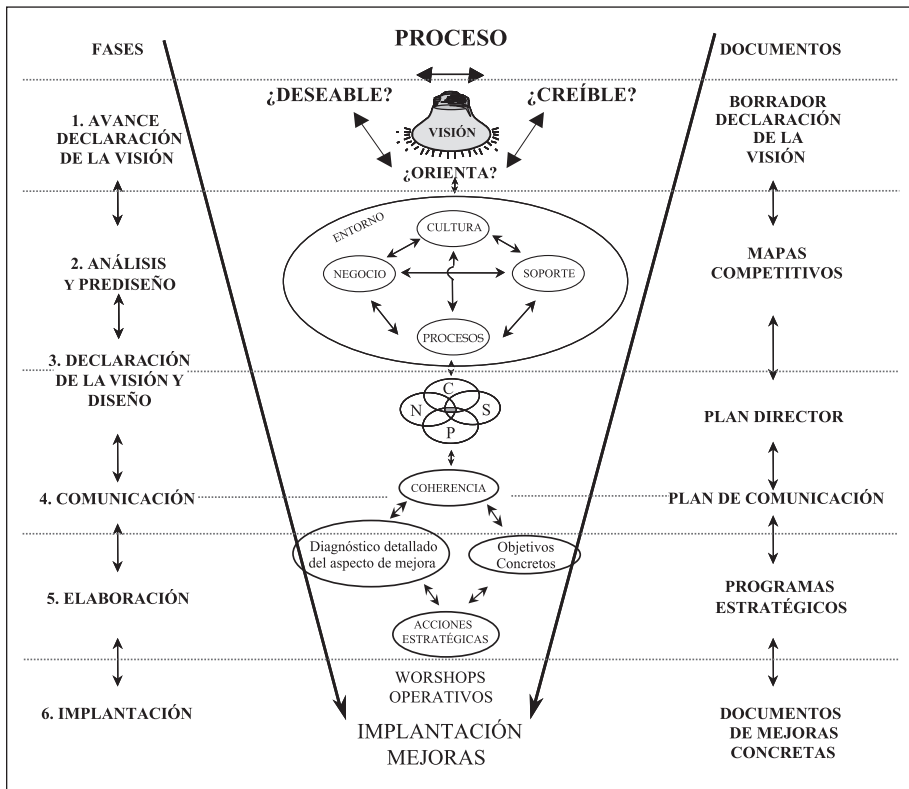 FASES
PROCESO
DOCUMENTOS
¿DESEABLE?
¿CREÍBLE?
VISIÓN
¿ORIENTA?
1. AVANCE
DECLARACIÓN
DE LA VISIÓN
BORRADOR
DECLARACIÓN
DE LA
VISIÓN
ENTORNO
CULTURA
NEGOCIO
SOPORTE
PROCESOS
2. ANÁLISIS
Y PREDISEÑO
MAPAS
COMPETITIVOS
3. DECLARACIÓN
DE LA VISIÓN Y
DISEÑO
C
N
S
P
PLAN DIRECTOR
4. COMUNICACIÓN
COHERENCIA
PLAN DE COMUNICACIÓN
Diagnóstico detallado
del aspecto de mejora
Objetivos
Concretos
5. ELABORACIÓN
ACCIONES
ESTRATÉGICAS
PROGRAMAS
ESTRATÉGICOS
WORSHOPS
OPERATIVOS
6. IMPLANTACIÓN
IMPLANTACIÓN
MEJORAS
DOCUMENTOS
DE MEJORAS
CONCRETAS